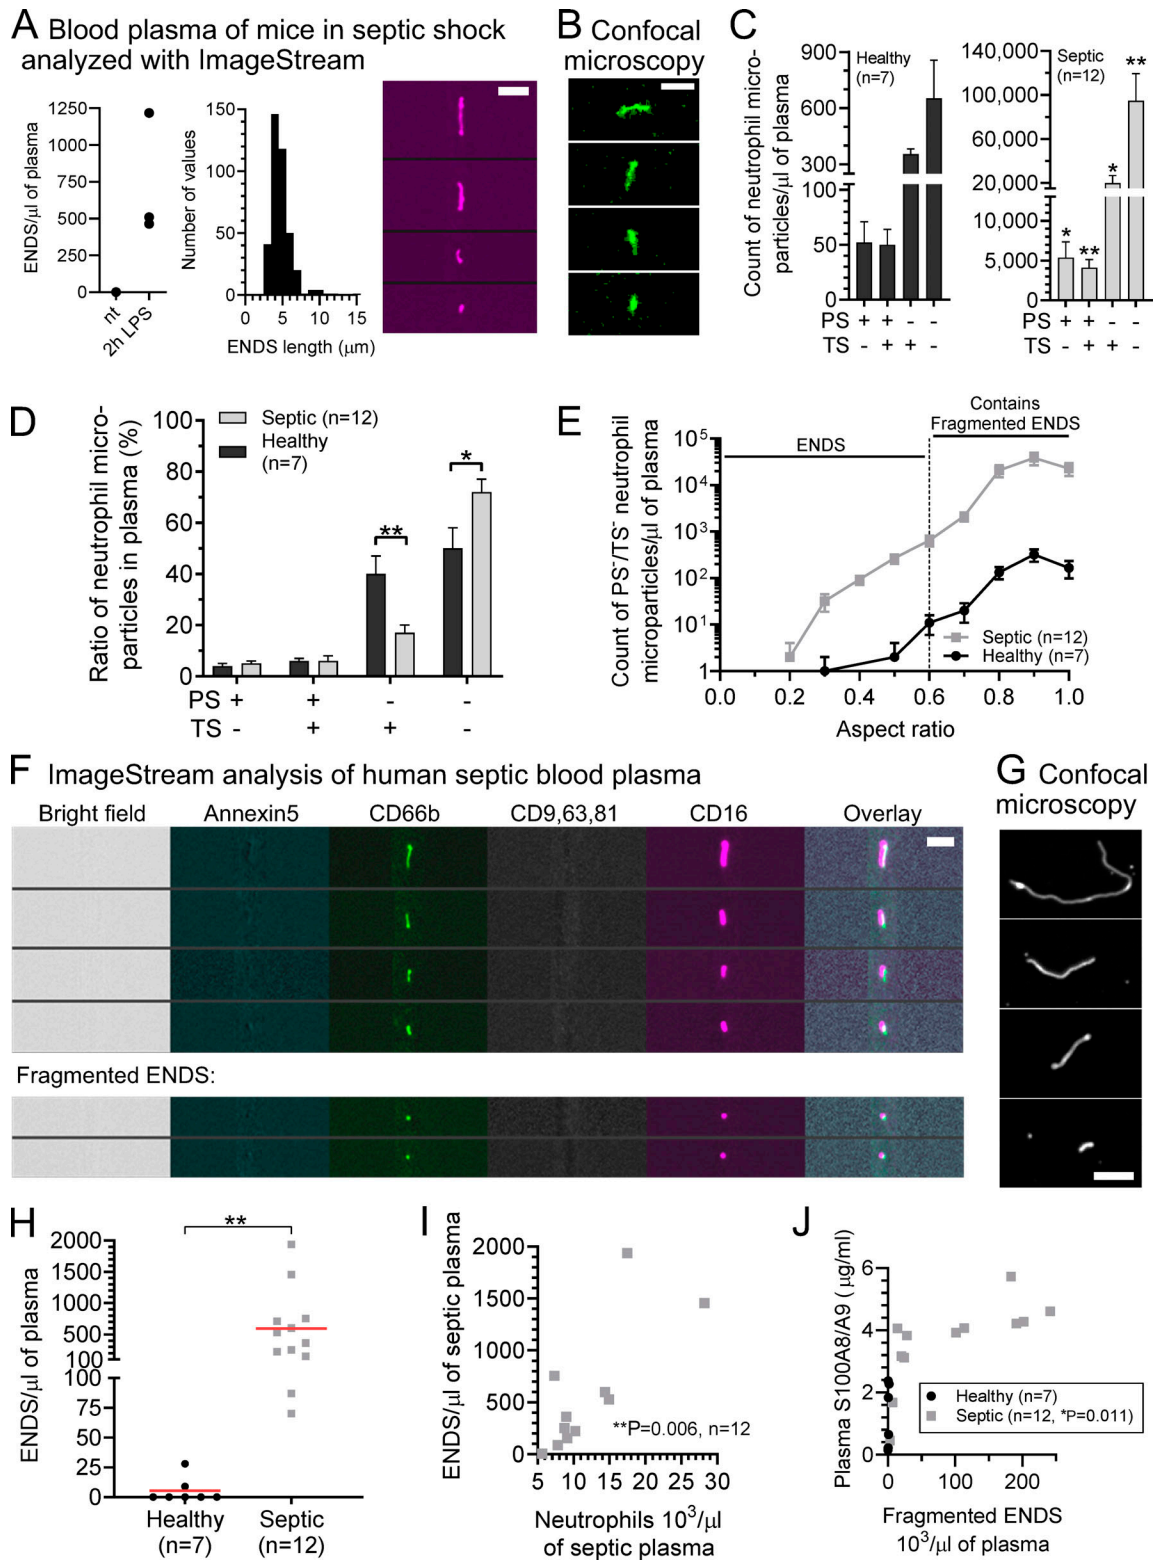 A Blood plasma of mice in septic shock
analyzed with ImageStream
ENDS/μl of plasma
1250
1000
750
500
250
0
nt
2h LPS
Number of values
150
100
50
0
0 5 10 15
ENDS length (μm)
B Confocal
microscopy
C
Count of neutrophil micro-
particles/μl of plasma
900
600
300
100
50
0
Healthy
(n=7)
140,000
100,000
60,000
20,000
10,000
5,000
0
Septic
(n=12)
* ** * **
PS + + - - + + - -
TS - + + - - + + -
D
Ratio of neutrophil micro-
particles in plasma (%)
100
80
60
40
20
0
Septic (n=12)
Healthy
(n=7)
** *
PS + + - -
TS - + + -
E
Count of PS⁻/TS⁻ neutrophil
microparticles/μl of plasma
10⁵
10⁴
10³
10²
10¹
1
ENDS
Contains
Fragmented ENDS
Septic (n=12)
Healthy (n=7)
0.0 0.2 0.4 0.6 0.8 1.0
Aspect ratio
F ImageStream analysis of human septic blood plasma
Bright field Annexin5 CD66b CD9,63,81 CD16 Overlay
Fragmented ENDS:
G Confocal
microscopy
H
ENDS/μl of plasma
2000
1500
1000
500
100
100
75
50
25
0
**
Healthy
(n=7)
Septic
(n=12)
I
ENDS/μl of septic plasma
2000
1500
1000
500
0
**P=0.006, n=12
5 10 15 20 25 30
Neutrophils 10³/μl
of septic plasma
J
Plasma S100A8/A9 (μg/ml)
6
4
2
0
Healthy (n=7)
Septic (n=12, *P=0.011)
0 100 200
Fragmented ENDS
10³/μl of plasma